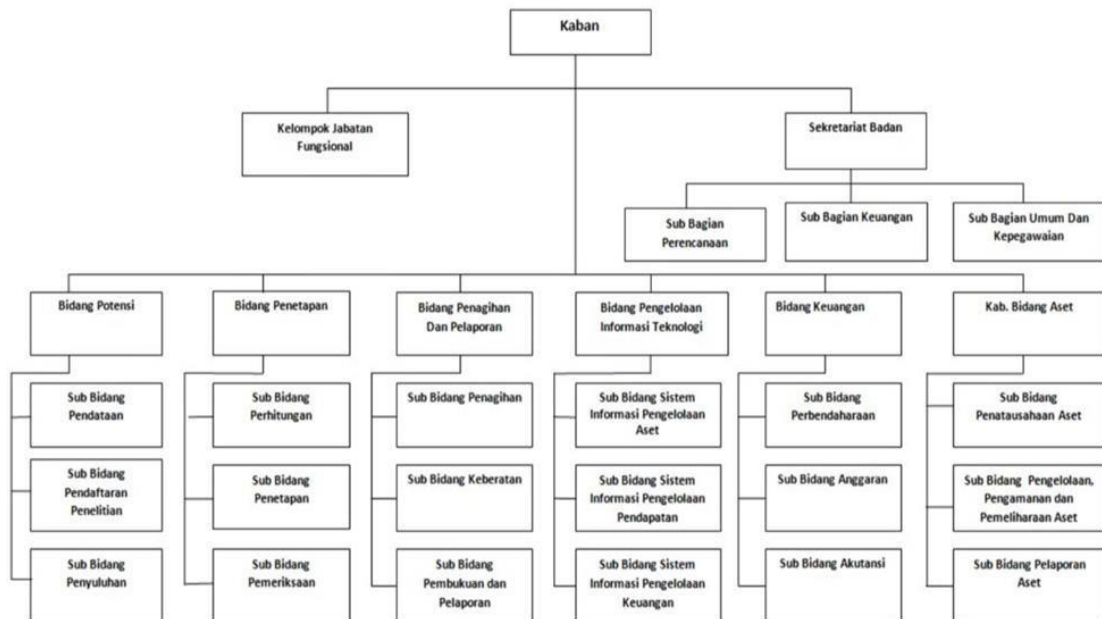 Kaban
Kelompok Jabatan
Fungsional
Sekretariat Badan
Sub Bagian
Perencanaan
Sub Bagian Keuangan
Sub Bagian Umum Dan
Kepegawaian
Bidang Potensi
Bidang Penetapan
Bidang Penagihan
Dan Pelaporan
Bidang Pengelolaan
Informasi Teknologi
Bidang Keuangan
Kab. Bidang Aset
Sub Bidang
Pendataan
Sub Bidang
Perhitungan
Sub Bidang Penagihan
Sub Bidang Sistem
Informasi Pengelolaan
Aset
Sub Bidang
Perbendaharaan
Sub Bidang
Penatausahaan Aset
Sub Bidang
Pendaftaran
Penelitian
Sub Bidang
Penetapan
Sub Bidang Keberatan
Sub Bidang Sistem
Informasi Pengelolaan
Pendapatan
Sub Bidang Anggaran
Sub Bidang Pengelolaan,
Pengamanan dan
Pemeliharaan Aset
Sub Bidang
Penyuluhan
Sub Bidang
Pemeriksaan
Sub Bidang
Pembukuan dan
Pelaporan
Sub Bidang Sistem
Informasi Pengelolaan
Keuangan
Sub Bidang Akutansi
Sub Bidang Pelaporan
Aset